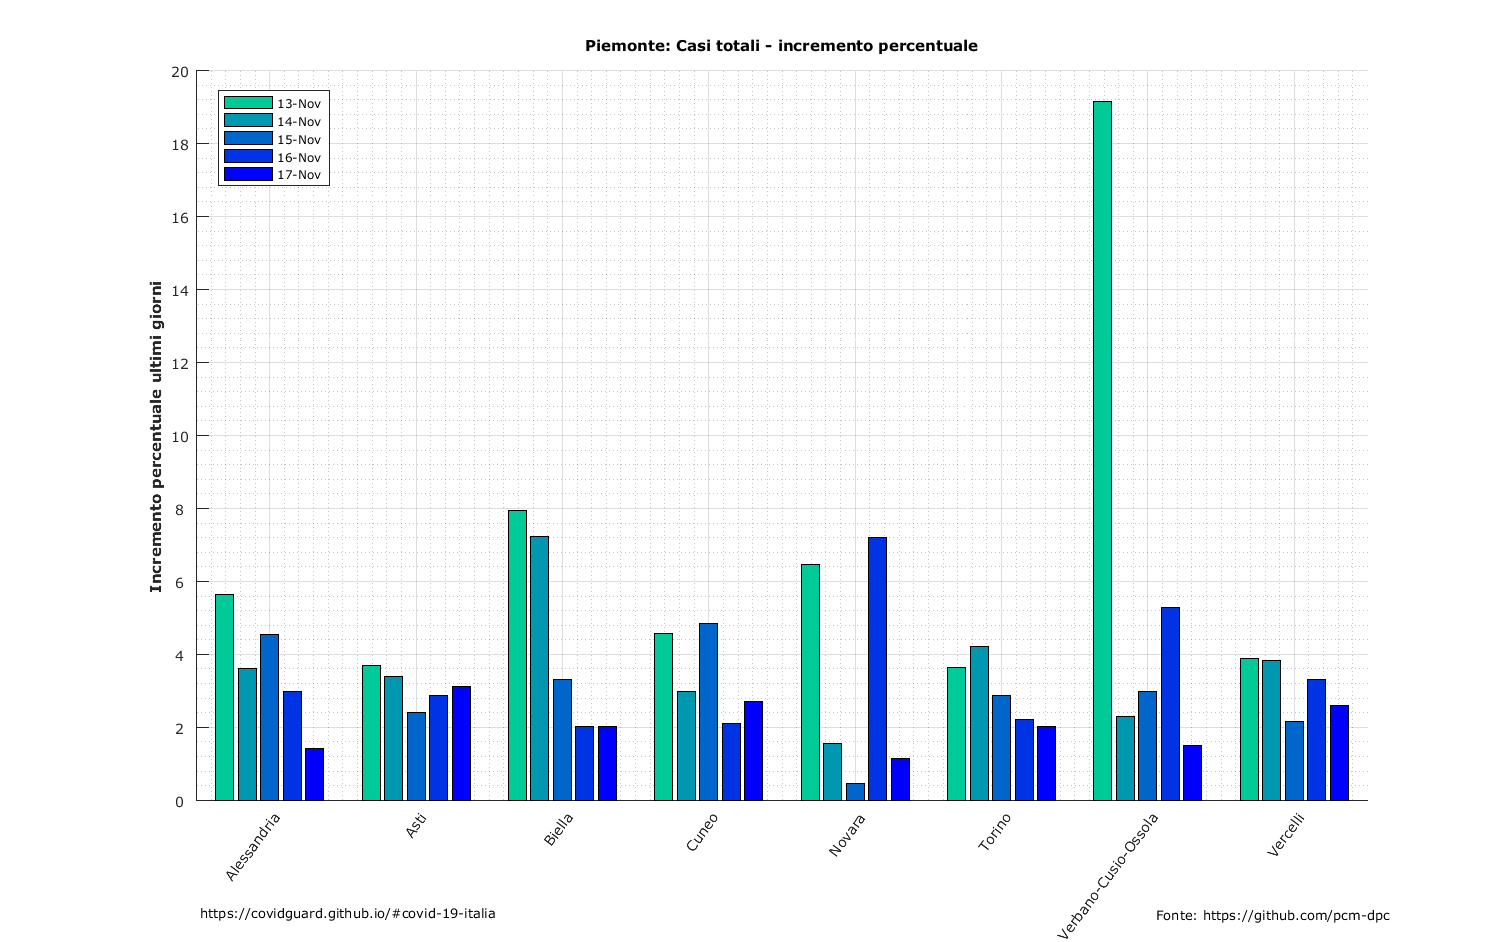 Piemonte: Casi totali - incremento percentuale
13-Nov
14-Nov
15-Nov
16-Nov
17-Nov
Incremento percentuale ultimi giorni
20
18
16
14
12
10
8
6
4
2
0
Alessandria
Asti
Biella
Cuneo
Novara
Torino
Verbano-Cusio-Ossola
Vercelli
https://covidguard.github.io/#covid-19-italia
Fonte: https://github.com/pcm-dpc